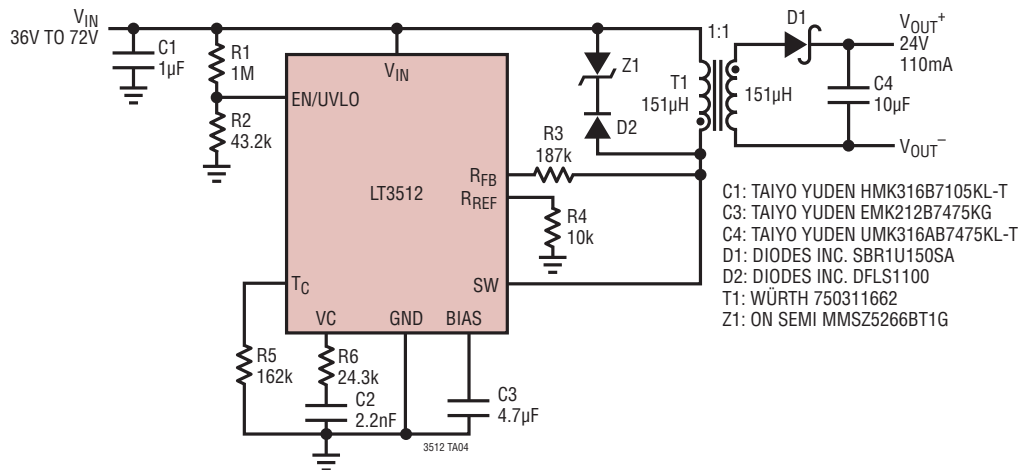 VIN
36V TO 72V
C1
1µF
R1
1M
R2
43.2k
VIN
EN/UVLO
LT3512
RFB
RREF
SW
TC
VC
GND
BIAS
Z1
D2
R3
187k
R4
10k
T1
151µH
1:1
151µH
D1
C4
10µF
VOUT+
24V
110mA
VOUT–
R5
162k
R6
24.3k
C2
2.2nF
C3
4.7µF
3512 TA04
C1: TAIYO YUDEN HMK316B7105KL-T
C3: TAIYO YUDEN EMK212B7475KG
C4: TAIYO YUDEN UMK316AB7475KL-T
D1: DIODES INC. SBR1U150SA
D2: DIODES INC. DFLS1100
T1: WÜRTH 750311662
Z1: ON SEMI MMSZ5266BT1G